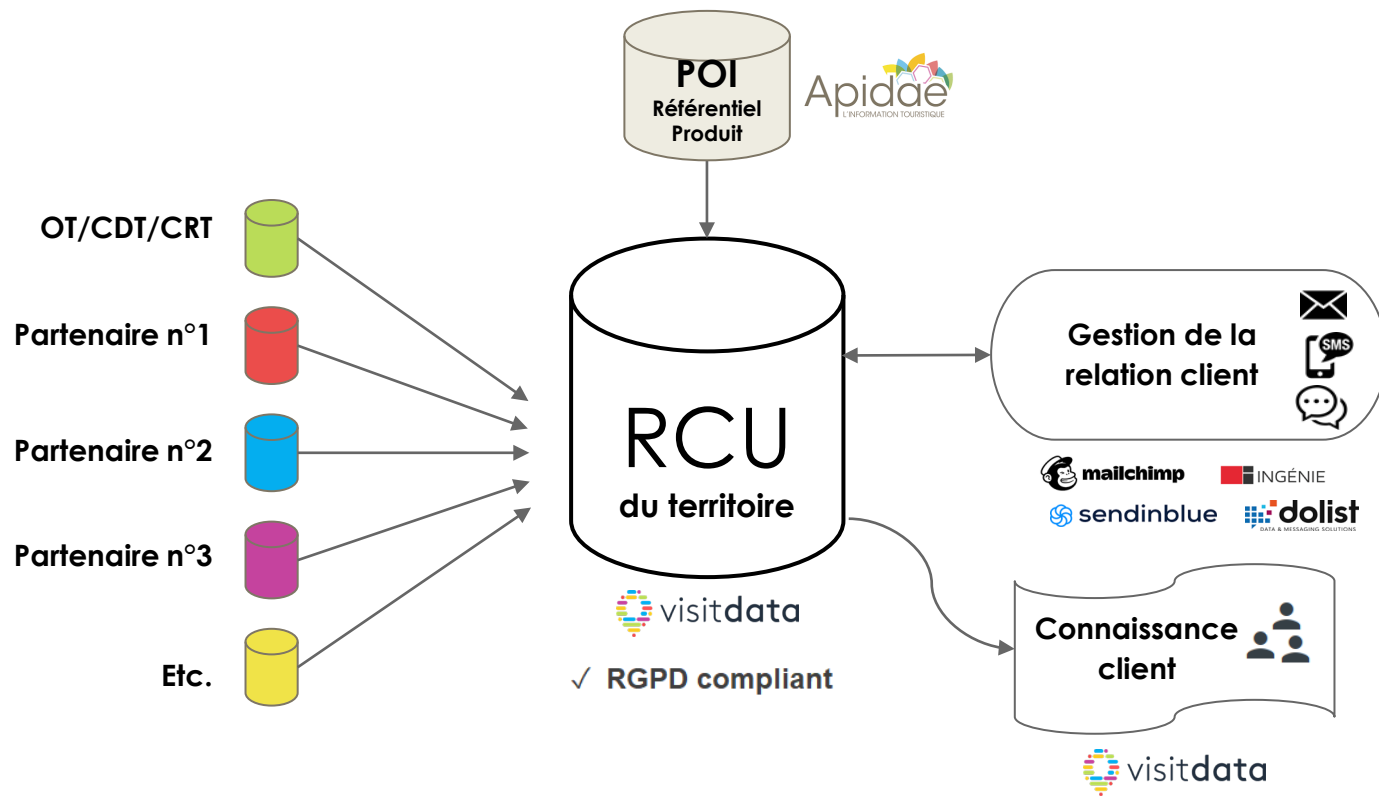 POI
Référentiel
Produit
Apidae
L'INFORMATION TOURISTIQUE
OT/CDT/CRT
Partenaire n°1
Partenaire n°2
Partenaire n°3
Etc.
RCU
du territoire
visitdata
✓ RGPD compliant
Gestion de la
relation client
SMS
mailchimp
INGÉNIE
sendinblue
dolist
DATA & MESSAGING SOLUTIONS
Connaissance
client
visitdata